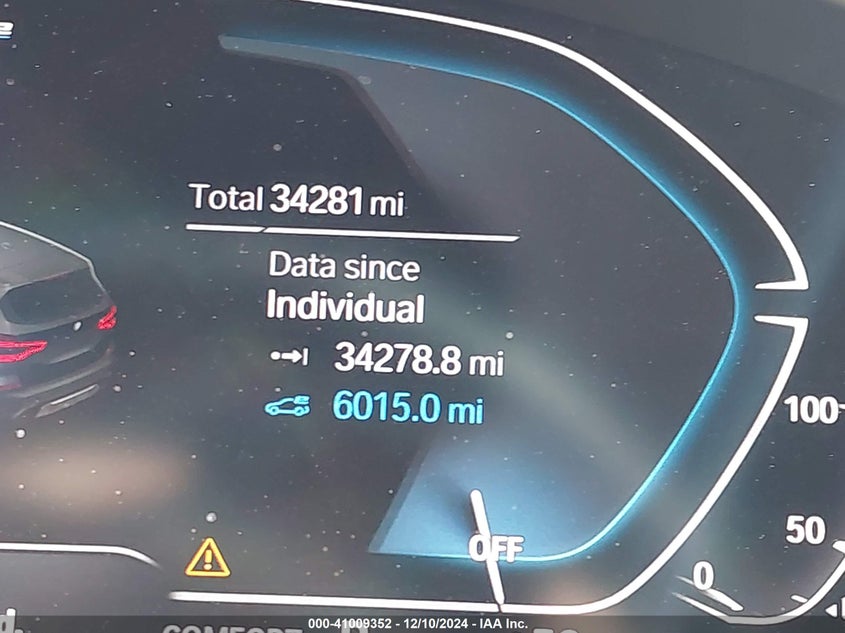 Total 34281 mi
Data since
Individual
34278.8 mi
6015.0 mi
100
50
OFF
0
COMFORT
000-41009352 - 12/10/2024 - IAA Inc.